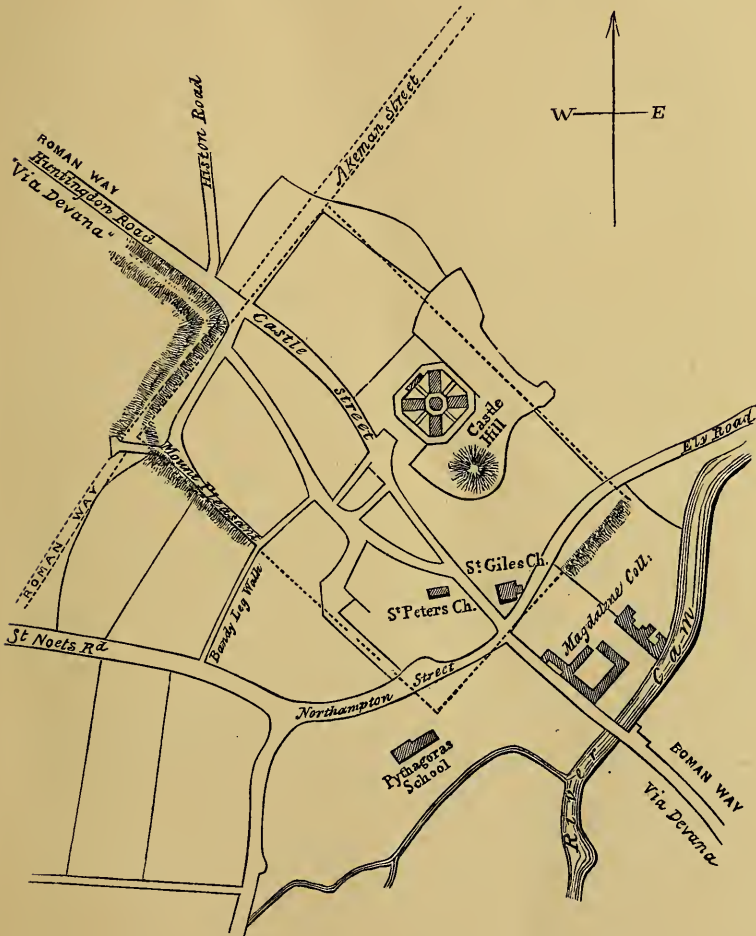 Akeman Street
W E
Histon Road
ROMAN WAY
Huntingdon Road
"Via Devana"
Castle Street
Castle
Hill
Ely Road
Mount Pleasant
ROMAN WAY
St Giles Ch.
St Peters Ch.
Magdalene Coll:
Bandy Leg Walk
St Neots Rd
Northampton Street
River Cam
Pythagoras
School
ROMAN WAY
Via Devana